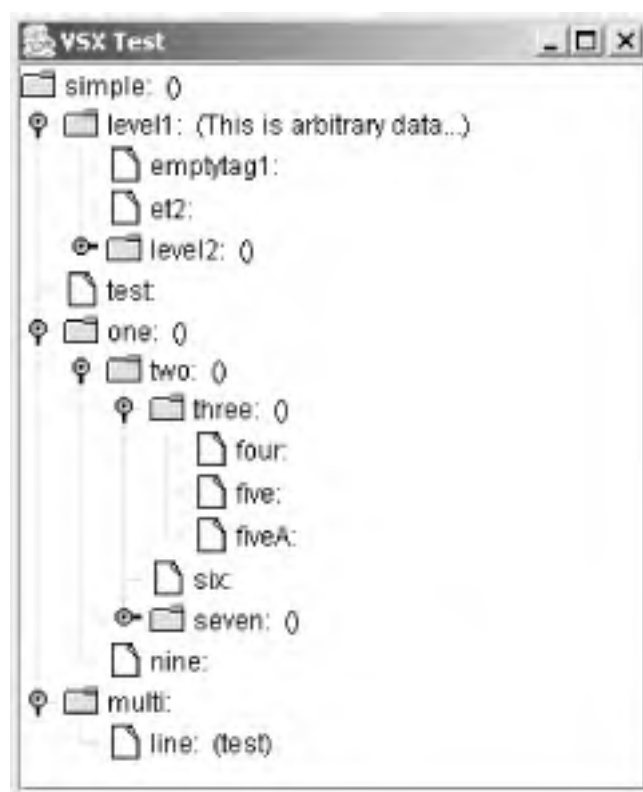 VSX Test
simple: ()
level1: (This is arbitrary data...)
emptytag1:
et2:
level2: ()
test:
one: ()
two: ()
three: ()
four:
five:
fiveA:
six:
seven: ()
nine:
multi:
line: (test)